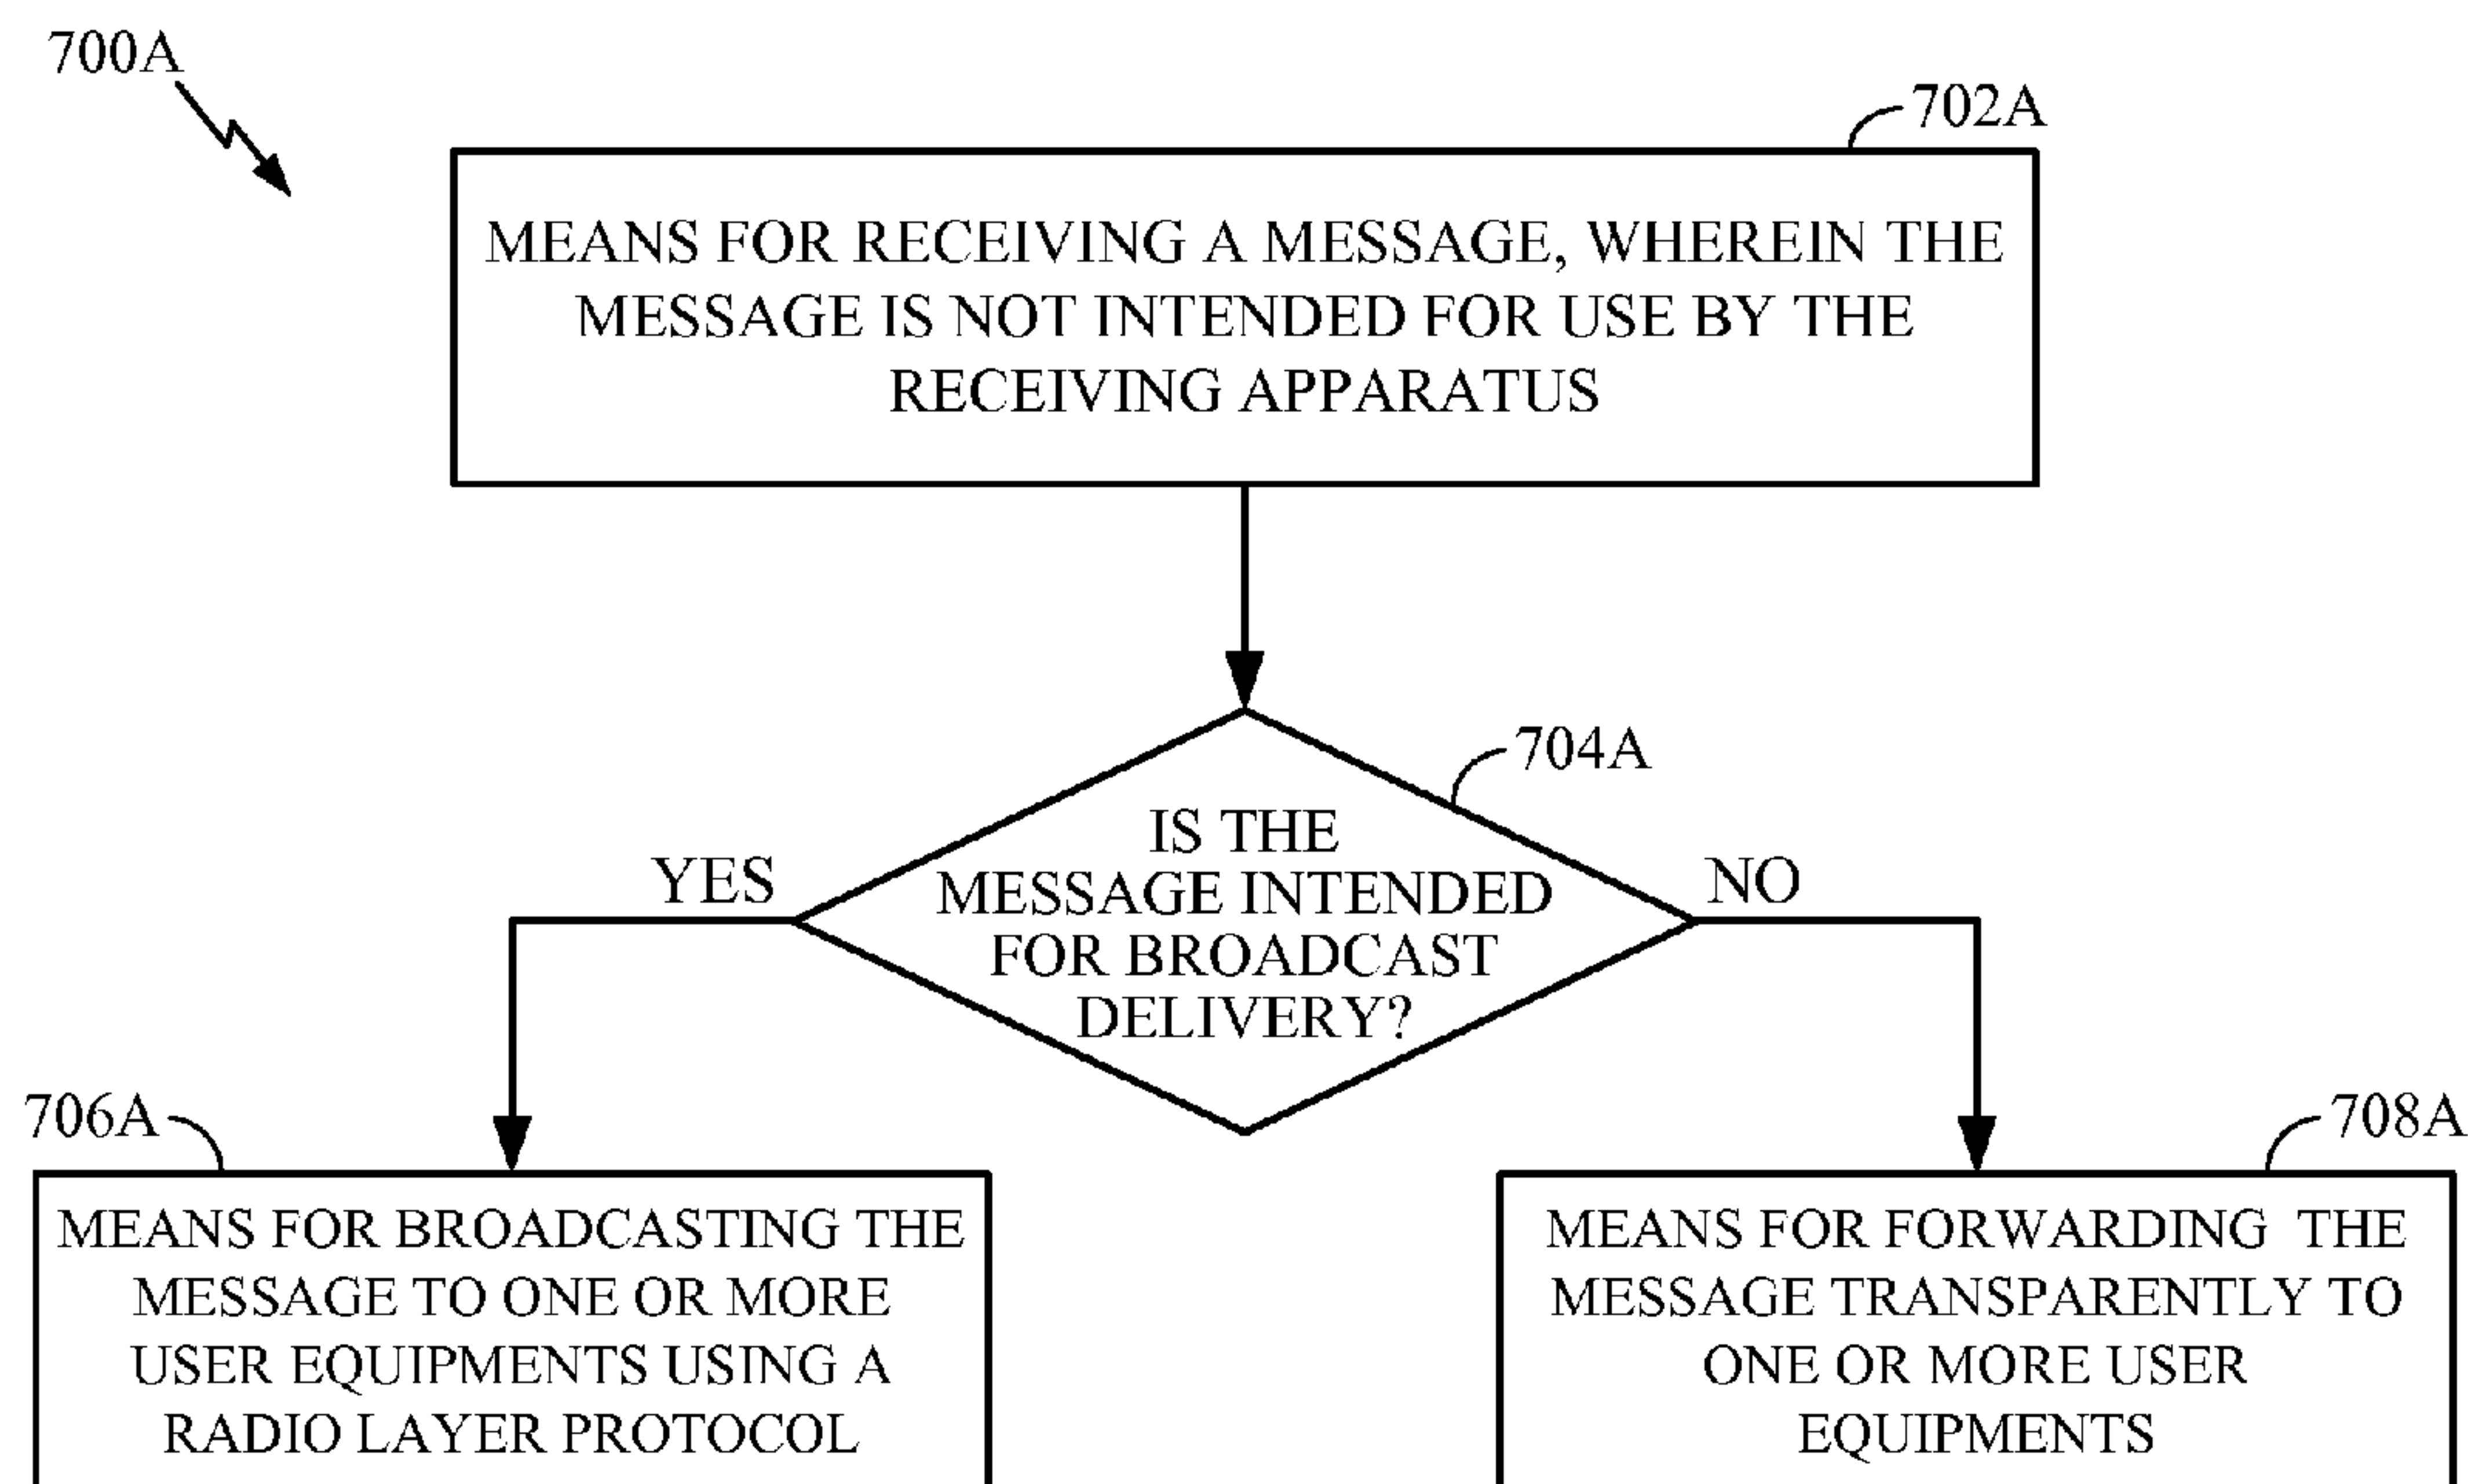 700A
702A
MEANS FOR RECEIVING A MESSAGE, WHEREIN THE
MESSAGE IS NOT INTENDED FOR USE BY THE
RECEIVING APPARATUS
704A
IS THE
MESSAGE INTENDED
FOR BROADCAST
DELIVERY?
YES
NO
706A
MEANS FOR BROADCASTING THE
MESSAGE TO ONE OR MORE
USER EQUIPMENTS USING A
RADIO LAYER PROTOCOL
708A
MEANS FOR FORWARDING THE
MESSAGE TRANSPARENTLY TO
ONE OR MORE USER
EQUIPMENTS